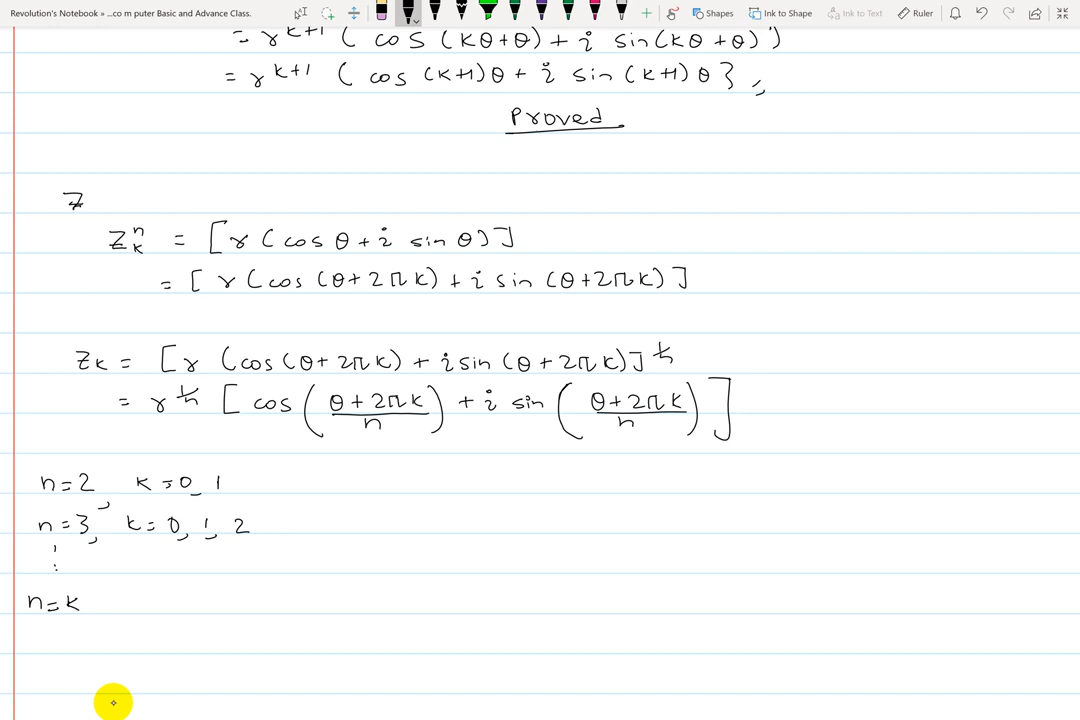 Revolution's Notebook » ...co m puter Basic and Advance Class.
Shapes
Ink to Shape
Ink to Text
Ruler
= r^{k+1} ( cos (kθ+θ) + i sin(kθ+θ) )
= r^{k+1} ( cos (k+1)θ + i sin (k+1)θ },
Proved
Z
Z_k^n = [r (cos θ + i sin θ)]
= [ r (cos (θ+2πk) + i sin (θ+2πk) ]
Z_k = [r (cos(θ+2πk) + i sin (θ+2πk)]^{1/n}
= r^{1/n} [ cos ( (θ+2πk)/n ) + i sin ( (θ+2πk)/n ) ]
n=2, k=0, 1
n=3, k=0, 1, 2
n=k